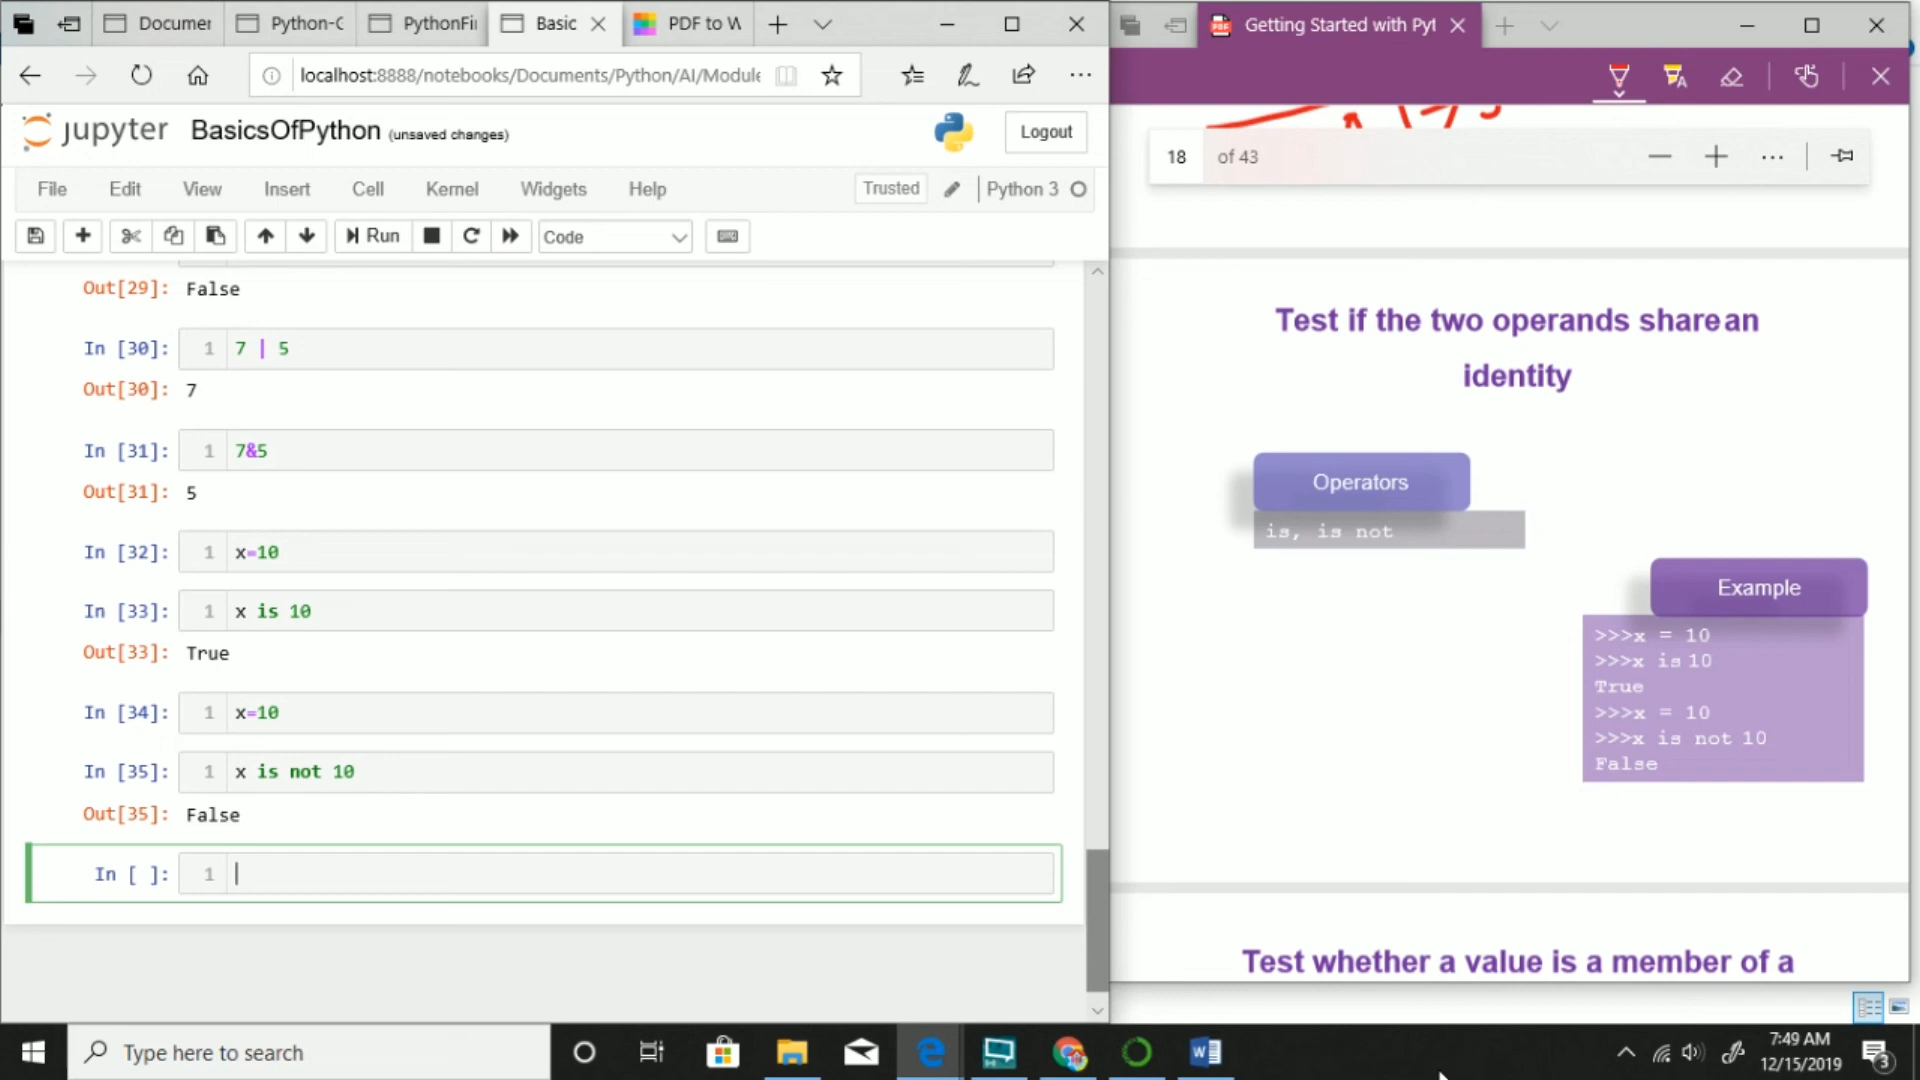 Documer
Python-C
PythonFii
Basic
PDF to W
localhost:8888/notebooks/Documents/Python/AI/Module
jupyter BasicsOfPython (unsaved changes)
Logout
File Edit View Insert Cell Kernel Widgets Help
Trusted
Python 3
Run
Code
Out[29]: False
In [30]: 1 7 | 5
Out[30]: 7
In [31]: 1 7&5
Out[31]: 5
In [32]: 1 x=10
In [33]: 1 x is 10
Out[33]: True
In [34]: 1 x=10
In [35]: 1 x is not 10
Out[35]: False
In [ ]: 1
Getting Started with Pyt
18 of 43
Test if the two operands share an
identity
Operators
is, is not
Example
>>>x = 10
>>>x is 10
True
>>>x = 10
>>>x is not 10
False
Test whether a value is a member of a
Type here to search
7:49 AM
12/15/2019
3